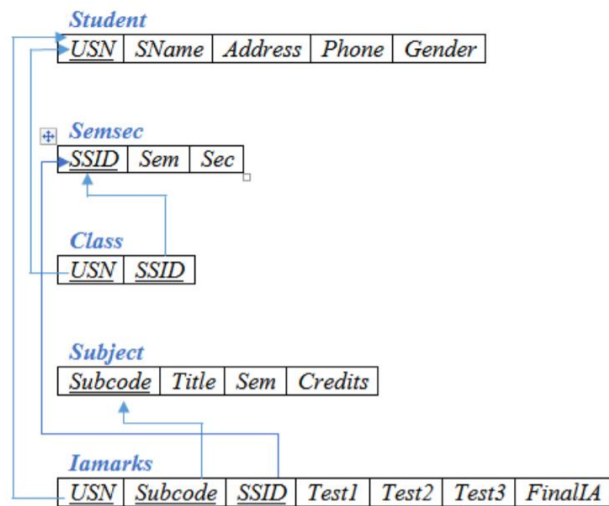 Student
USN SName Address Phone Gender
Semsec
SSID Sem Sec
Class
USN SSID
Subject
Subcode Title Sem Credits
Iamarks
USN Subcode SSID Test1 Test2 Test3 FinalIA